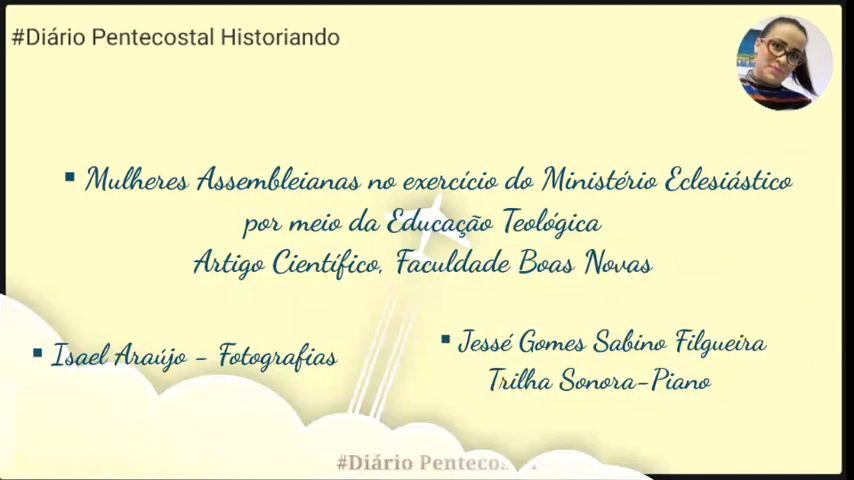 #Diário Pentecostal Historiando
▪ Mulheres Assembleianas no exercício do Ministério Eclesiástico
por meio da Educação Teológica
Artigo Científico, Faculdade Boas Novas
▪ Isael Araújo - Fotografias
▪ Jessé Gomes Sabino Filgueira
Trilha Sonora-Piano
#Diário